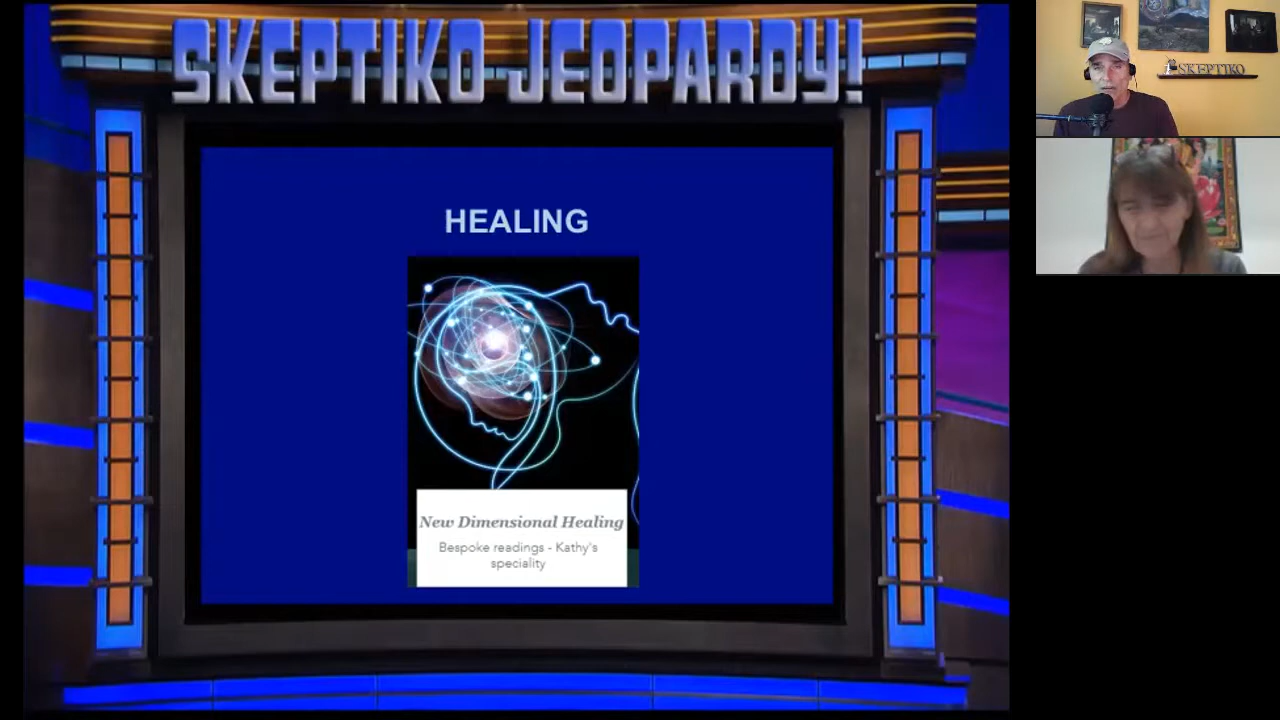 SKEPTIKO JEOPARDY!
SKEPTIKO
HEALING
New Dimensional Healing
Bespoke readings - Kathy's
speciality